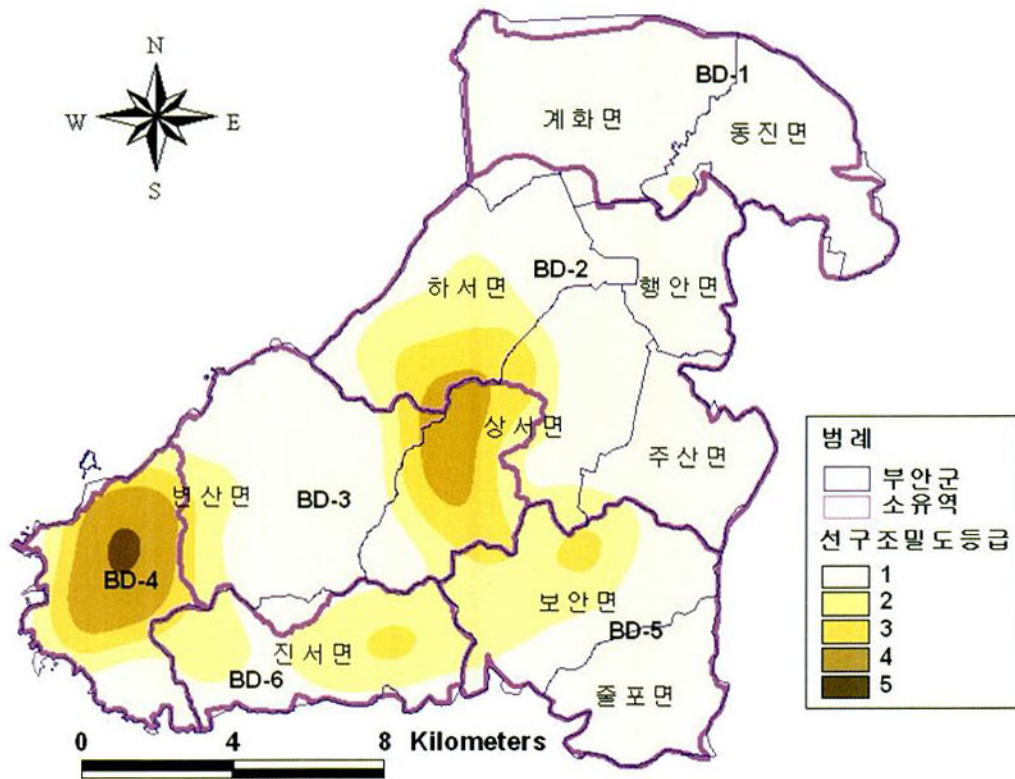 N
W E
S
BD-1
계화면
동진면
BD-2
하서면
행안면
상서면
주산면
변산면
BD-3
BD-4
보안면
BD-5
진서면
BD-6
줄포면
0 4 8 Kilometers
범례
부안군
소유역
선구조밀도등급
1
2
3
4
5